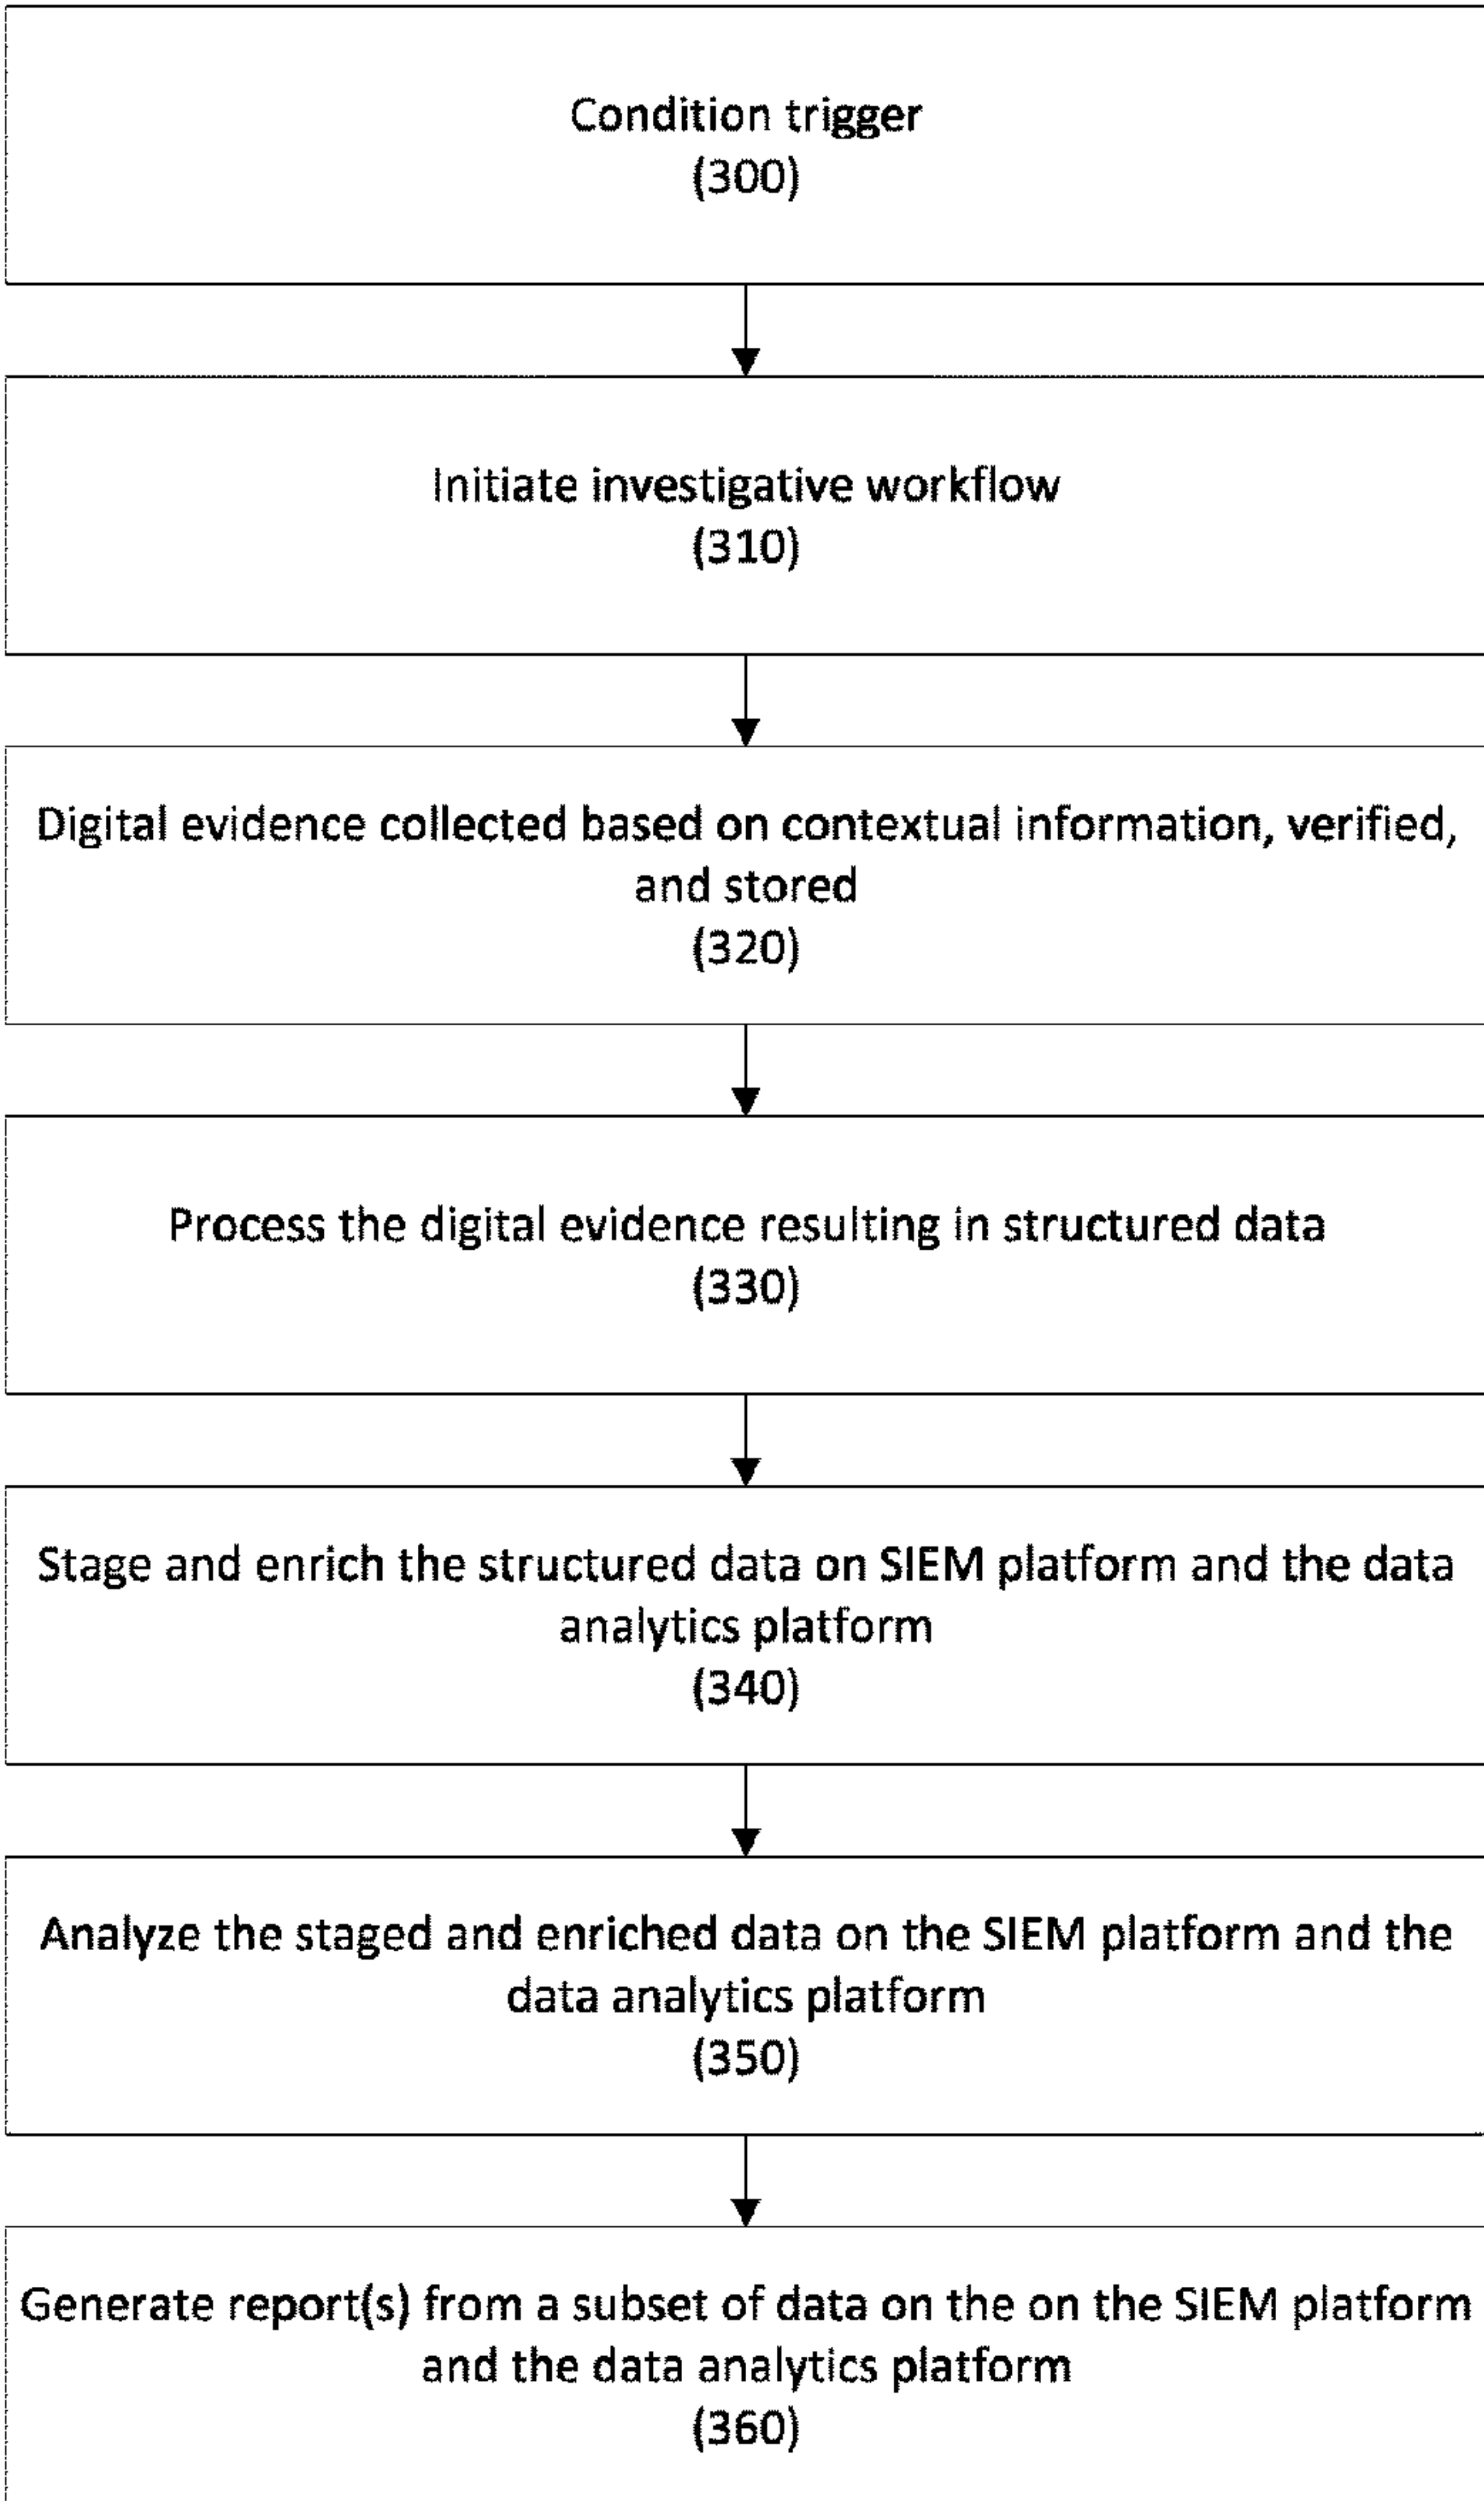 Condition trigger
(300)
Initiate investigative workflow
(310)
Digital evidence collected based on contextual information, verified,
and stored
(320)
Process the digital evidence resulting in structured data
(330)
Stage and enrich the structured data on SIEM platform and the data
analytics platform
(340)
Analyze the staged and enriched data on the SIEM platform and the
data analytics platform
(350)
Generate report(s) from a subset of data on the on the SIEM platform
and the data analytics platform
(360)